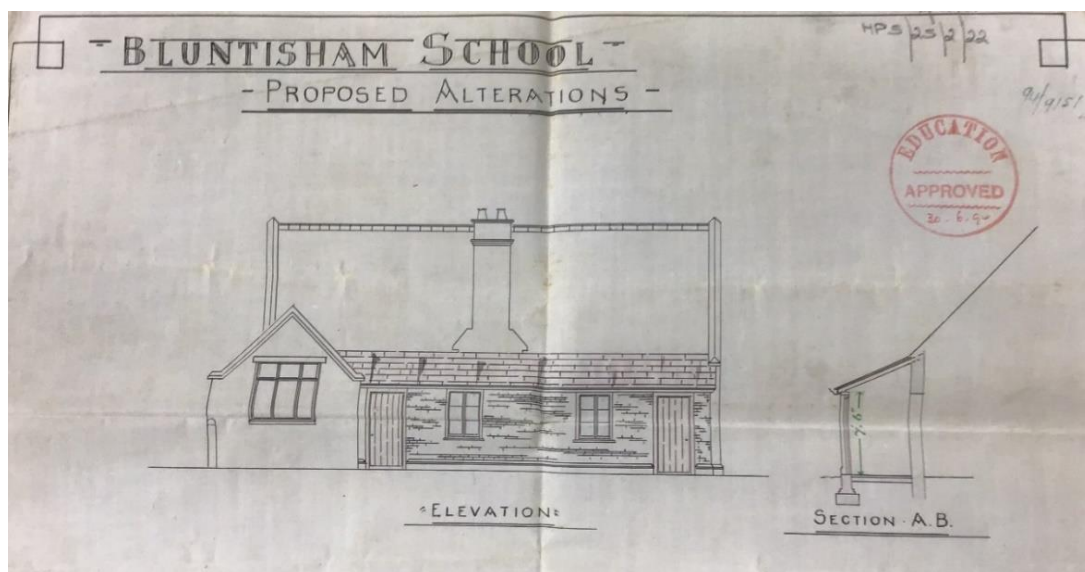 - BLUNTISHAM SCHOOL -
- PROPOSED ALTERATIONS -
HPS/25/2/22
EDUCATION
APPROVED
ELEVATION
SECTION · A.B.